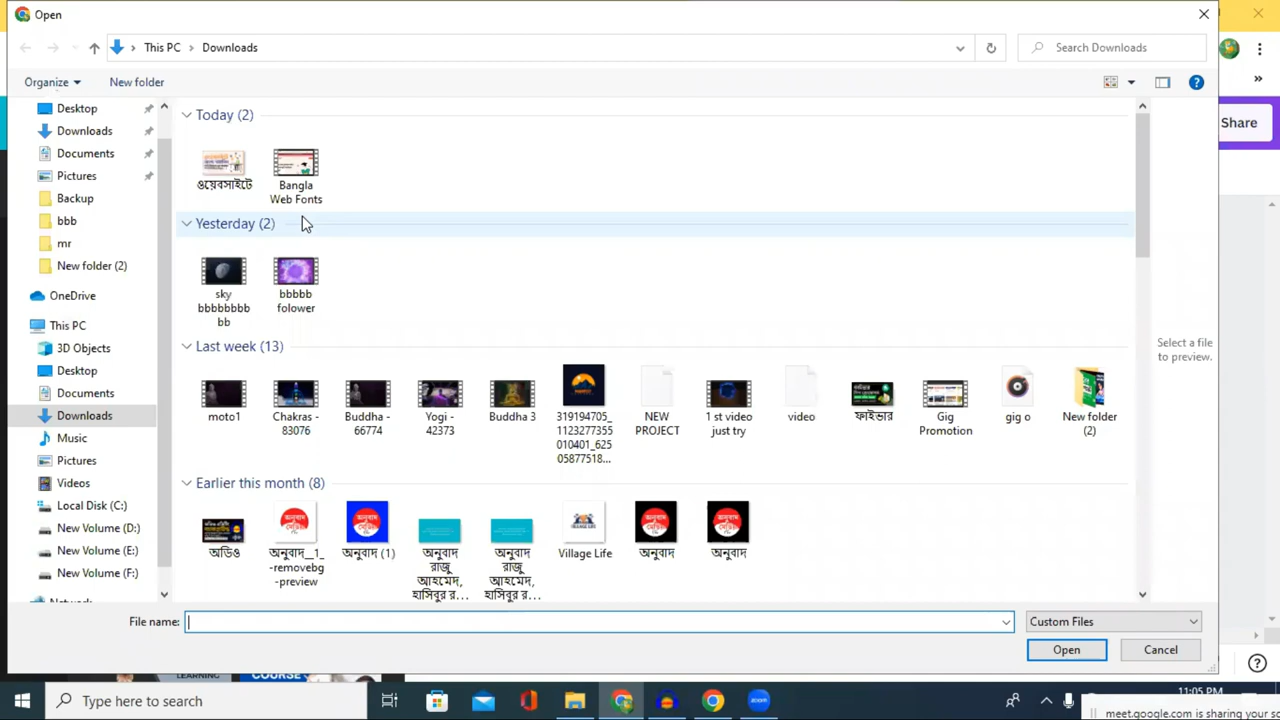 Open
This PC
Downloads
Search Downloads
Organize
New folder
Share
Desktop
Downloads
Documents
Pictures
Backup
bbb
mr
New folder (2)
OneDrive
This PC
3D Objects
Desktop
Documents
Downloads
Music
Pictures
Videos
Local Disk (C:)
New Volume (D:)
New Volume (E:)
New Volume (F:)
Today (2)
ওয়েবসাইটে
Bangla
Web Fonts
Yesterday (2)
sky
bbbbbbbb
bb
bbbbb
folower
Last week (13)
moto1
Chakras -
83076
Buddha -
66774
Yogi -
42373
Buddha 3
319194705_
1123277355
010401_625
05877518...
NEW
PROJECT
1 st video
just try
video
ফাইভার
Gig
Promotion
gig o
New folder
(2)
Earlier this month (8)
অডিও
অনুবাদ__1_
-removebg
-preview
অনুবাদ (1)
অনুবাদ
রাজু
আহমেদ,
হাসিবুর র...
অনুবাদ
রাজু
আহমেদ,
হাসিবুর র...
Village Life
অনুবাদ
অনুবাদ
Select a file
to preview.
File name:
Custom Files
Open
Cancel
LEARNING
COURSE
Type here to search
11:05 PM
meet.google.com is sharing your